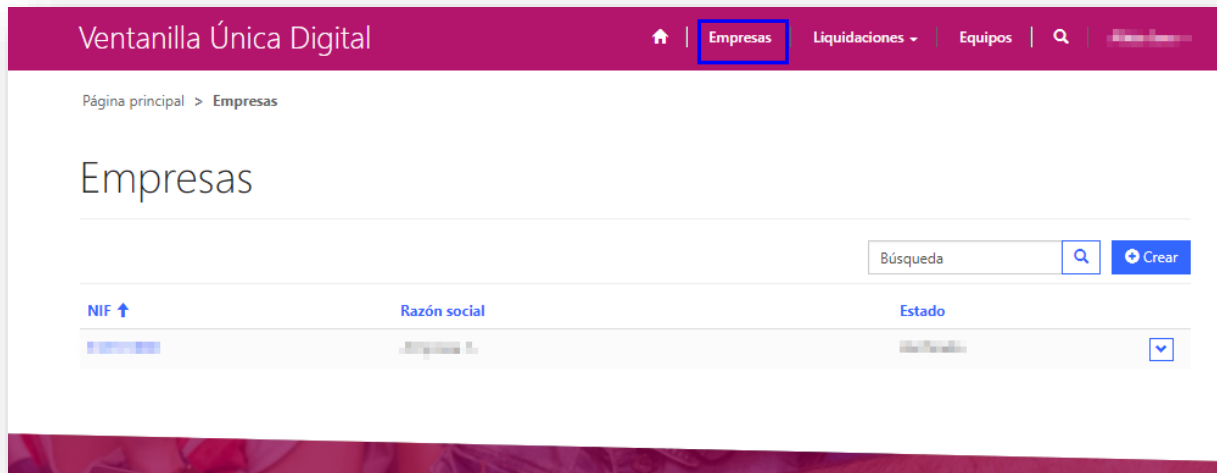 Ventanilla Única Digital
Empresas
Liquidaciones
Equipos
Página principal > Empresas
Empresas
Búsqueda
Crear
NIF
Razón social
Estado